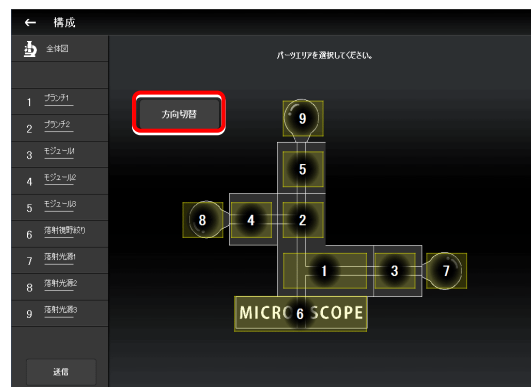 ← 構成
全体図
パーツエリアを選択してください。
方向切替
1 ブランチ1
2 ブランチ2
3 モジュール1
4 モジュール2
5 モジュール3
6 落射視野絞り
7 落射光源1
8 落射光源2
9 落射光源3
送信
9
5
8 4 2
1 3 7
MICRO 6 SCOPE